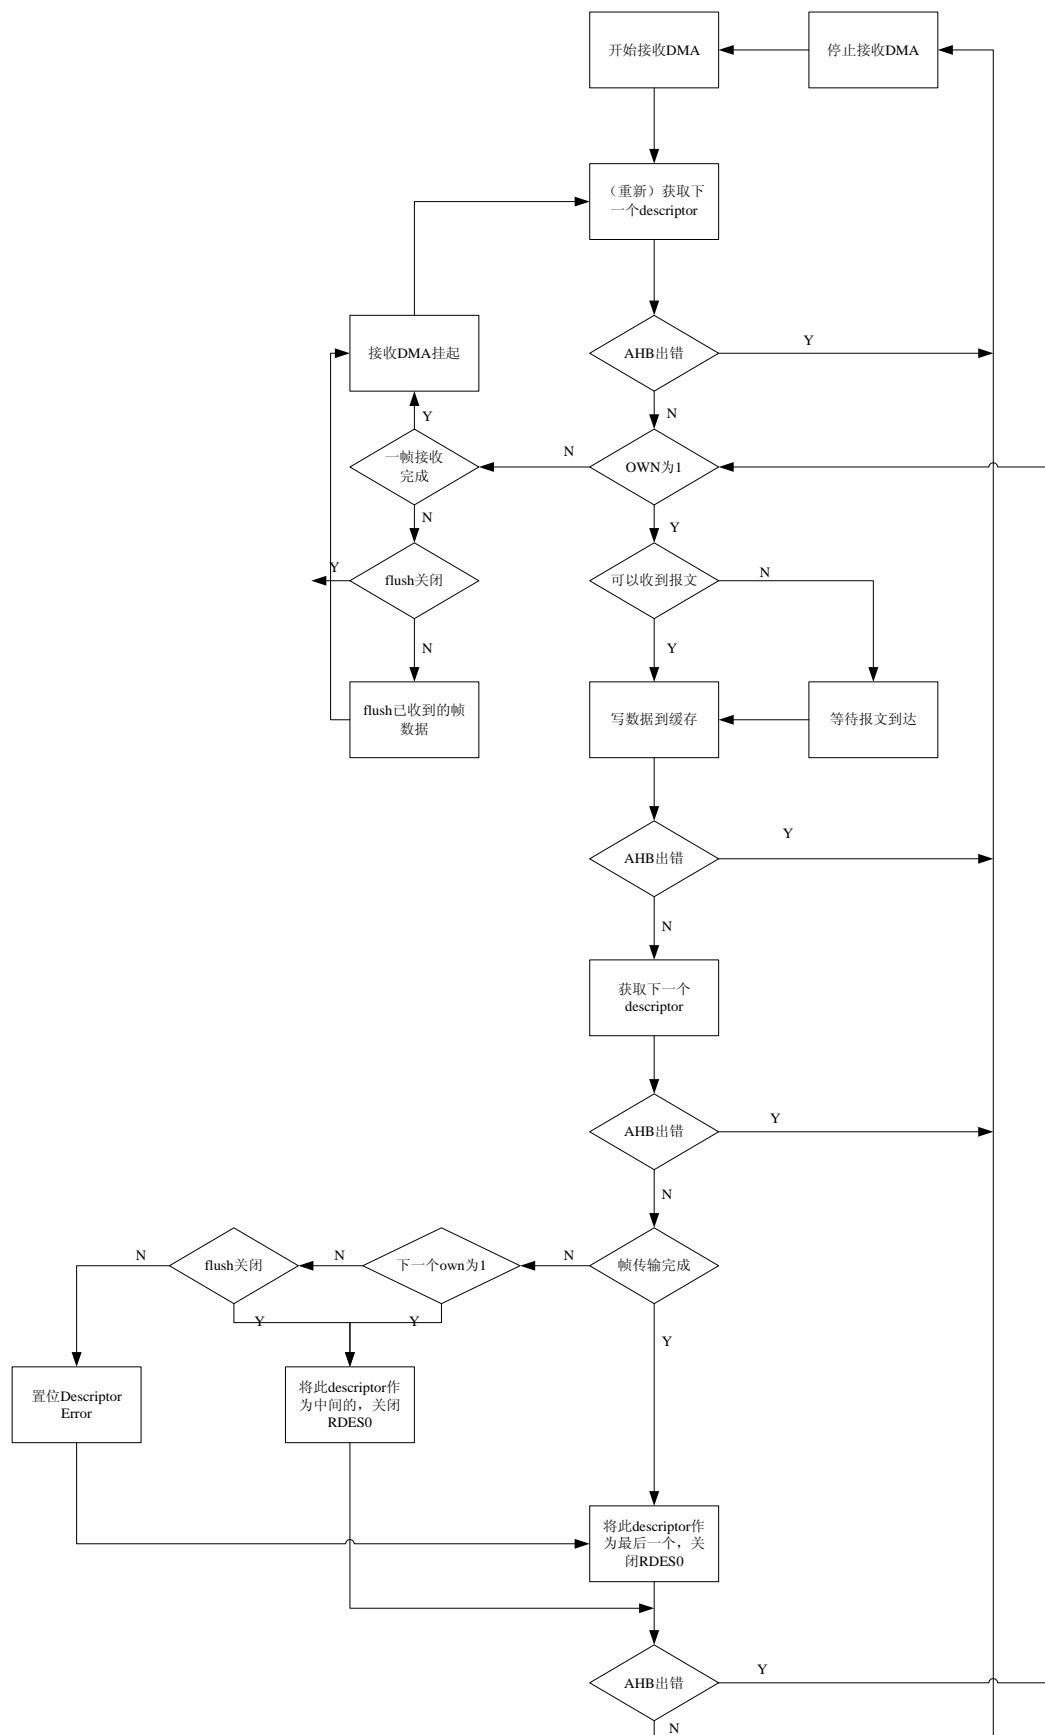 开始接收DMA
停止接收DMA
（重新）获取下
一个descriptor
接收DMA挂起
AHB出错
Y
Y
N
一帧接收
完成
N
OWN为1
N
Y
flush关闭
Y
可以收到报文
N
N
Y
flush已收到的帧
数据
写数据到缓存
等待报文到达
AHB出错
Y
N
获取下一个
descriptor
AHB出错
Y
N
N
flush关闭
N
下一个own为1
N
帧传输完成
Y
Y
Y
置位Descriptor
Error
将此descriptor作
为中间的，关闭
RDES0
将此descriptor作
为最后一个，关
闭RDES0
AHB出错
Y
N